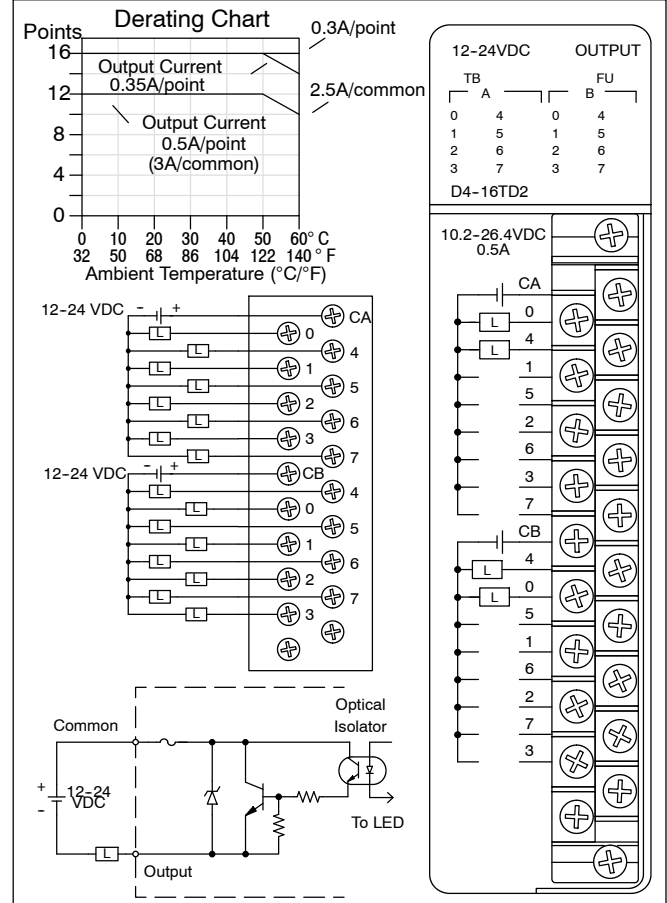 Derating Chart
Points
16
12
8
4
0
0.3A/point
2.5A/common
Output Current
0.35A/point
Output Current
0.5A/point
(3A/common)
0 10 20 30 40 50 60°C
32 50 68 86 104 122 140°F
Ambient Temperature (°C/°F)
12-24 VDC - +
CA
L 0
L 4
L 1
L 5
L 2
L 6
L 3
L 7
12-24 VDC - +
CB
L 4
L 0
L 5
L 1
L 6
L 2
L 7
L 3
Common
Optical
Isolator
+
-
12-24
VDC
To LED
L
Output
12-24VDC OUTPUT
TB FU
A B
0 4 0 4
1 5 1 5
2 6 2 6
3 7 3 7
D4-16TD2
10.2-26.4VDC
0.5A
CA
L 0
L 4
1
5
2
6
3
7
CB
L 4
L 0
5
1
6
2
7
3